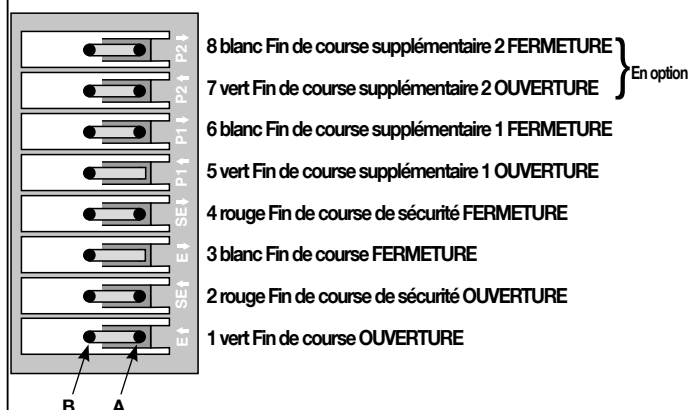 P2↓ 8 blanc Fin de course supplémentaire 2 FERMETURE
P2↑ 7 vert Fin de course supplémentaire 2 OUVERTURE
En option
P1↓ 6 blanc Fin de course supplémentaire 1 FERMETURE
P1↑ 5 vert Fin de course supplémentaire 1 OUVERTURE
SE↓ 4 rouge Fin de course de sécurité FERMETURE
E↓ 3 blanc Fin de course FERMETURE
SE↑ 2 rouge Fin de course de sécurité OUVERTURE
E↑ 1 vert Fin de course OUVERTURE
B A